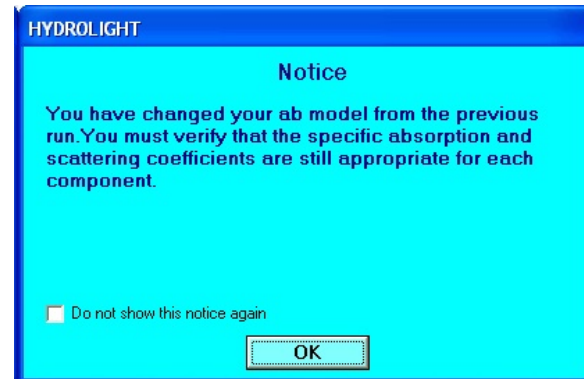 HYDROLIGHT
Notice
You have changed your ab model from the previous
run.You must verify that the specific absorption and
scattering coefficients are still appropriate for each
component.
Do not show this notice again
OK